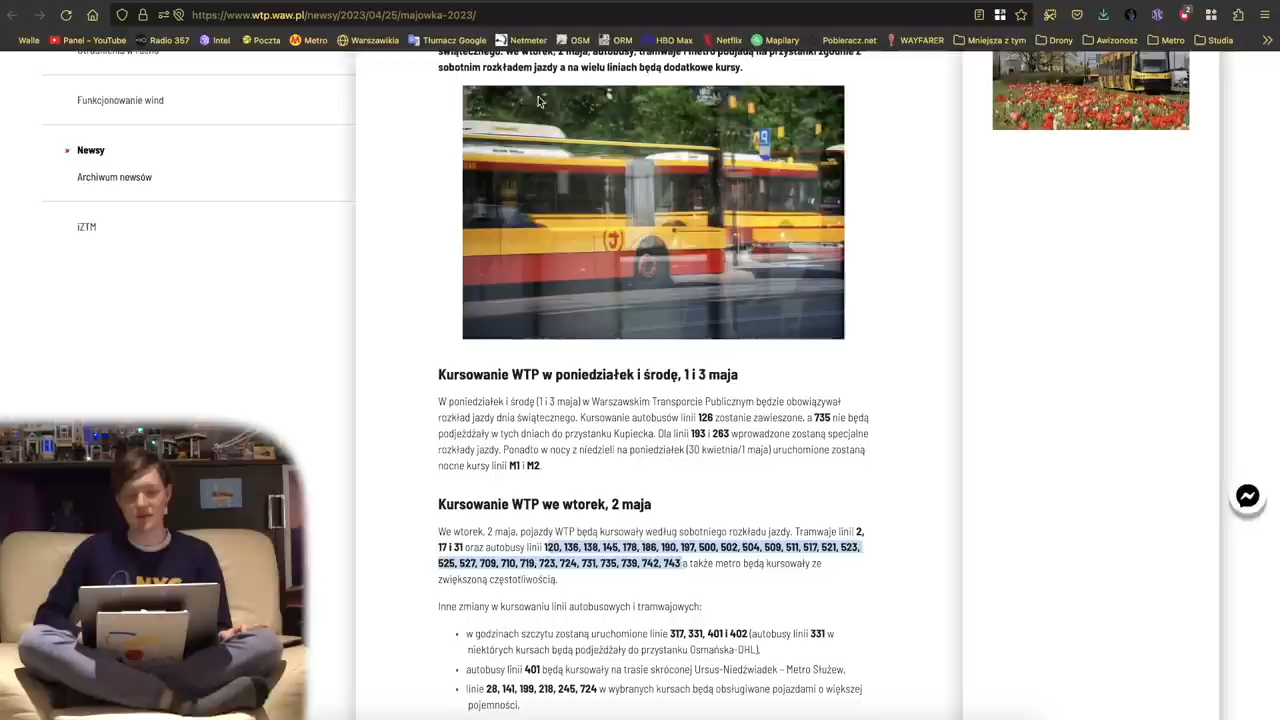 https://www.wtp.waw.pl/newsy/2023/04/25/majowka-2023/
2
Walle
Panel - YouTube
Radio 357
Intel
Poczta
Metro
Warszawikia
Tłumacz Google
Netmeter
OSM
ORM
HBO Max
Netflix
Mapilary
Pobieracz.net
WAYFARER
Mniejsza z tym
Drony
Awizonosz
Metro
Studia
Utrudnienia w ruchu
Funkcjonowanie wind
» Newsy
Archiwum newsów
iZTM
świątecznego. We wtorek, 2 maja, autobusy, tramwaje i metro podjadą na przystanki zgodnie z
sobotnim rozkładem jazdy a na wielu liniach będą dodatkowe kursy.
Kursowanie WTP w poniedziałek i środę, 1 i 3 maja
W poniedziałek i środę (1 i 3 maja) w Warszawskim Transporcie Publicznym będzie obowiązywał
rozkład jazdy dnia świątecznego. Kursowanie autobusów linii 126 zostanie zawieszone, a 735 nie będą
podjeżdżały w tych dniach do przystanku Kupiecka. Dla linii 193 i 263 wprowadzone zostaną specjalne
rozkłady jazdy. Ponadto w nocy z niedzieli na poniedziałek (30 kwietnia/1 maja) uruchomione zostaną
nocne kursy linii M1 i M2.
Kursowanie WTP we wtorek, 2 maja
We wtorek, 2 maja, pojazdy WTP będą kursowały według sobotniego rozkładu jazdy. Tramwaje linii 2,
17 i 31 oraz autobusy linii 120, 136, 138, 145, 178, 186, 190, 197, 500, 502, 504, 509, 511, 517, 521, 523,
525, 527, 709, 710, 719, 723, 724, 731, 735, 739, 742, 743 a także metro będą kursowały ze
zwiększoną częstotliwością.
Inne zmiany w kursowaniu linii autobusowych i tramwajowych:
• w godzinach szczytu zostaną uruchomione linie 317, 331, 401 i 402 (autobusy linii 331 w
niektórych kursach będą podjeżdżały do przystanku Osmańska-DHL),
• autobusy linii 401 będą kursowały na trasie skróconej Ursus-Niedźwiadek – Metro Służew,
• linie 28, 141, 199, 218, 245, 724 w wybranych kursach będą obsługiwane pojazdami o większej
pojemności,
NYC